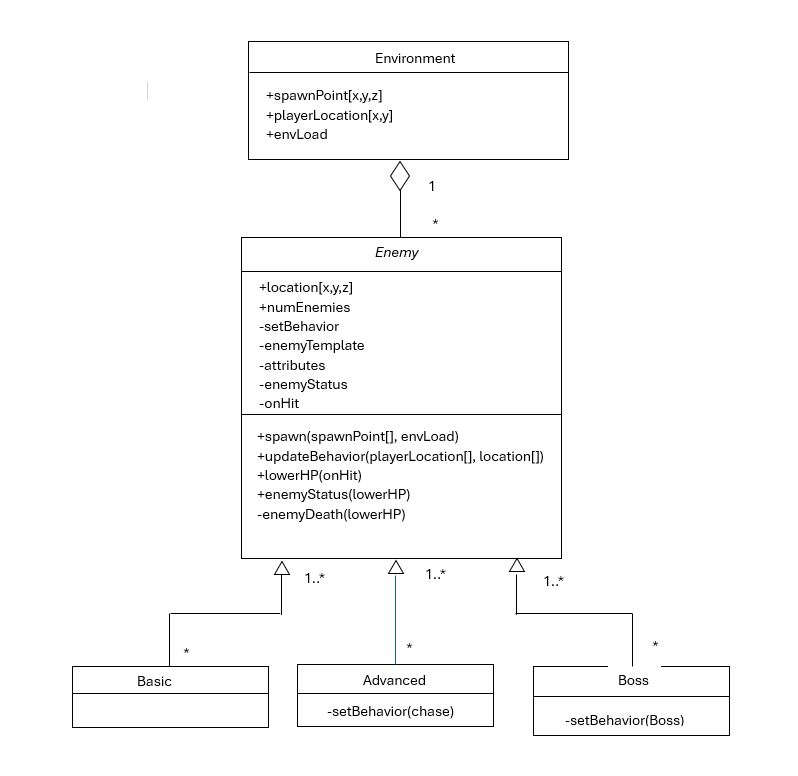 Environment
+spawnPoint[x,y,z]
+playerLocation[x,y]
+envLoad
1
*
Enemy
+location[x,y,z]
+numEnemies
-setBehavior
-enemyTemplate
-attributes
-enemyStatus
-onHit
+spawn(spawnPoint[], envLoad)
+updateBehavior(playerLocation[], location[])
+lowerHP(onHit)
+enemyStatus(lowerHP)
-enemyDeath(lowerHP)
1..*
1..*
1..*
*
*
*
Basic
Advanced
-setBehavior(chase)
Boss
-setBehavior(Boss)